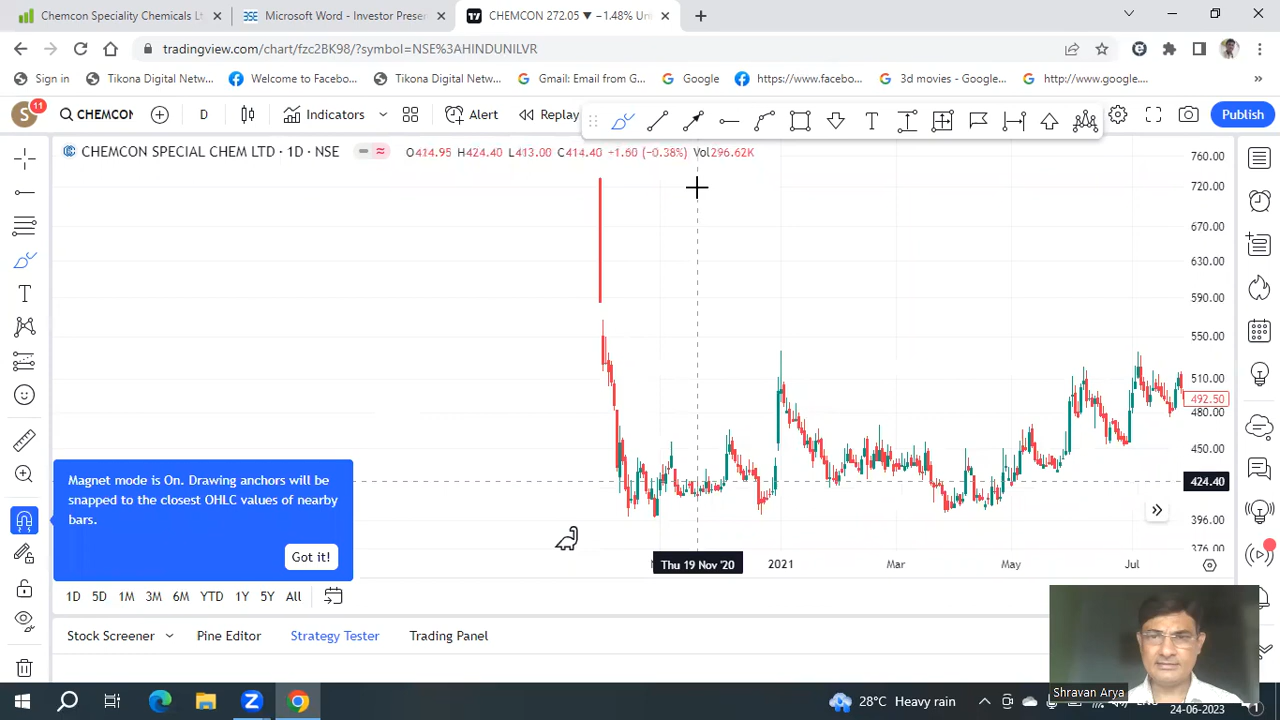 Chemcon Speciality Chemicals Lt
Microsoft Word - Investor Preser
CHEMCON 272.05 ▼ −1.48% Un
tradingview.com/chart/fzc2BK98/?symbol=NSE%3AHINDUNILVR
Sign in
Tikona Digital Netw...
Welcome to Facebo...
Tikona Digital Netw...
Gmail: Email from G...
Google
https://www.facebo...
3d movies - Google...
http://www.google....
»
S
11
CHEMCON
D
Indicators
Alert
Replay
T
Publish
CHEMCON SPECIAL CHEM LTD · 1D · NSE
O414.95 H424.40 L413.00 C414.40 −1.60 (−0.38%) Vol296.62K
760.00
720.00
670.00
630.00
590.00
550.00
510.00
492.50
480.00
450.00
424.40
396.00
376.00
Magnet mode is On. Drawing anchors will be
snapped to the closest OHLC values of nearby
bars.
Got it!
Thu 19 Nov '20
2021
Mar
May
Jul
1D 5D 1M 3M 6M YTD 1Y 5Y All
Stock Screener
Pine Editor
Strategy Tester
Trading Panel
Shravan Arya
28°C Heavy rain
24-06-2023